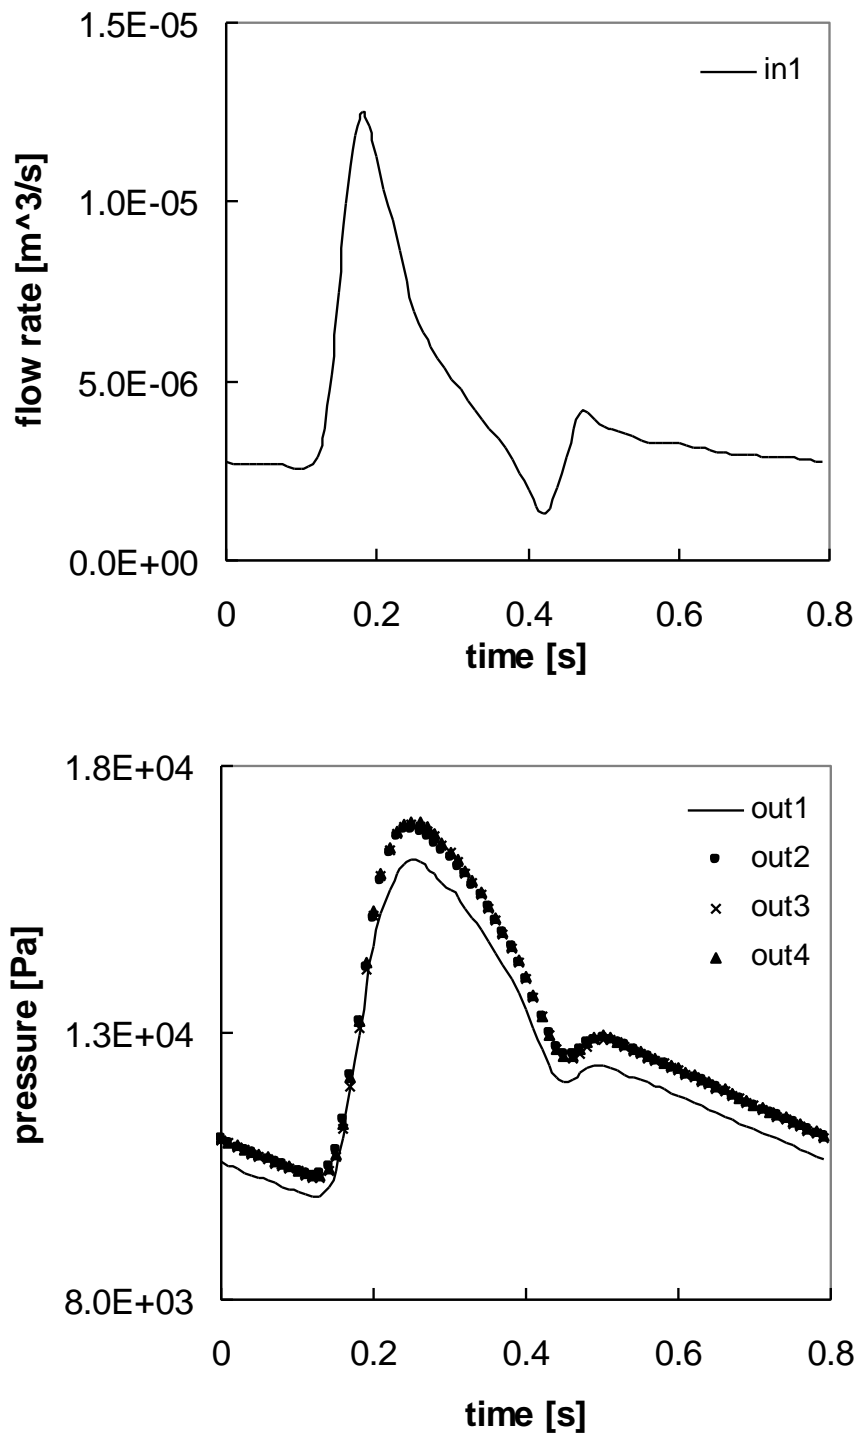 1.5E-05
in1
1.0E-05
flow rate [m^3/s]
5.0E-06
0.0E+00
0 0.2 0.4 0.6 0.8
time [s]
1.8E+04
out1
out2
out3
out4
pressure [Pa]
1.3E+04
8.0E+03
0 0.2 0.4 0.6 0.8
time [s]